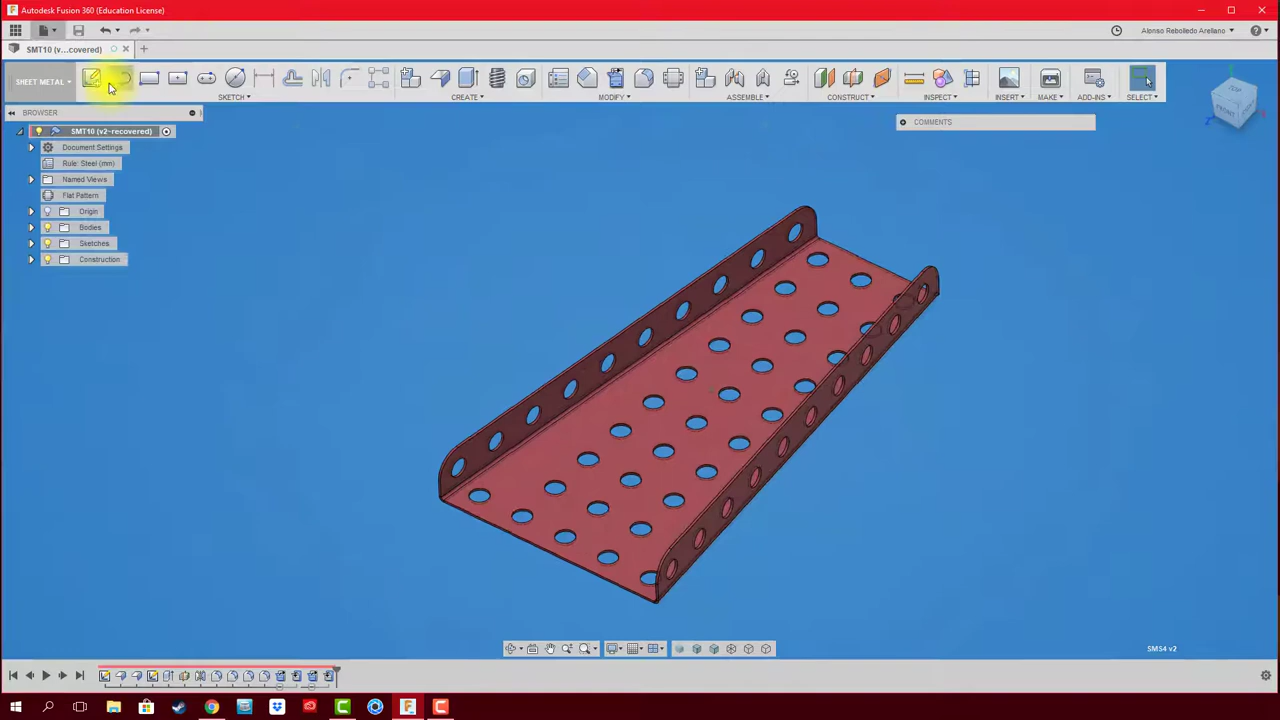 Autodesk Fusion 360 (Education License)
Alonso Rebolledo Arellano
SMT10 (v...covered)
SHEET METAL
SKETCH
CREATE
MODIFY
ASSEMBLE
CONSTRUCT
INSPECT
INSERT
MAKE
ADD-INS
SELECT
BROWSER
COMMENTS
TOP
FRONT
Z
SMT10 (v2~recovered)
Document Settings
Rule: Steel (mm)
Named Views
Flat Pattern
Origin
Bodies
Sketches
Construction
SMS4 v2